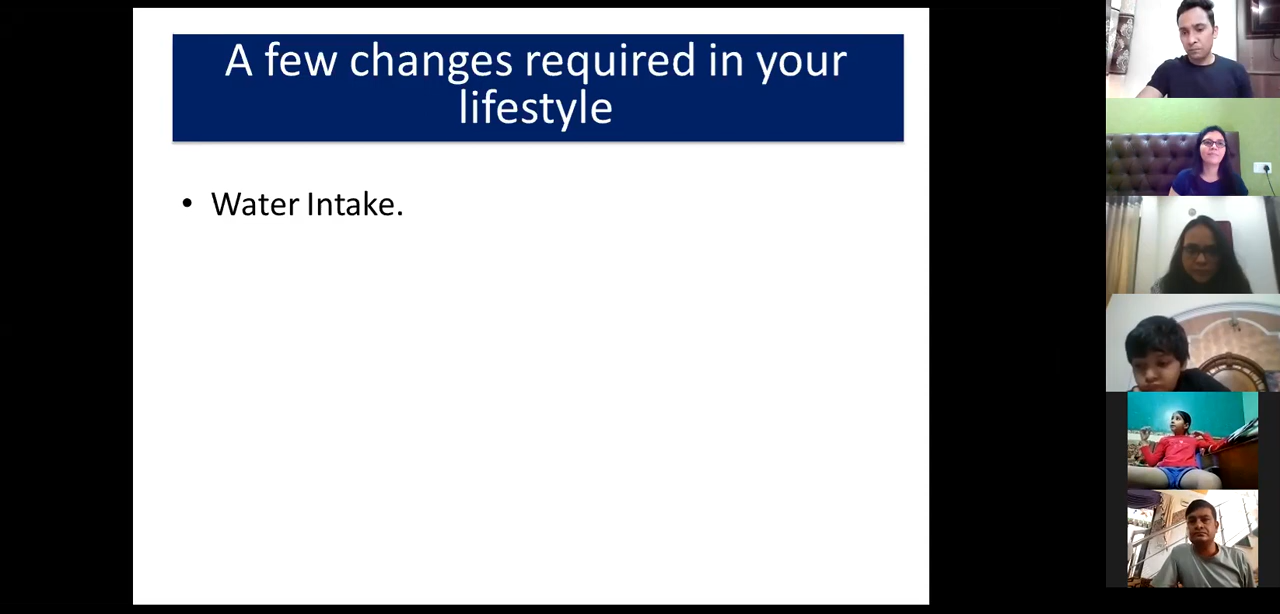 A few changes required in your
lifestyle
• Water Intake.